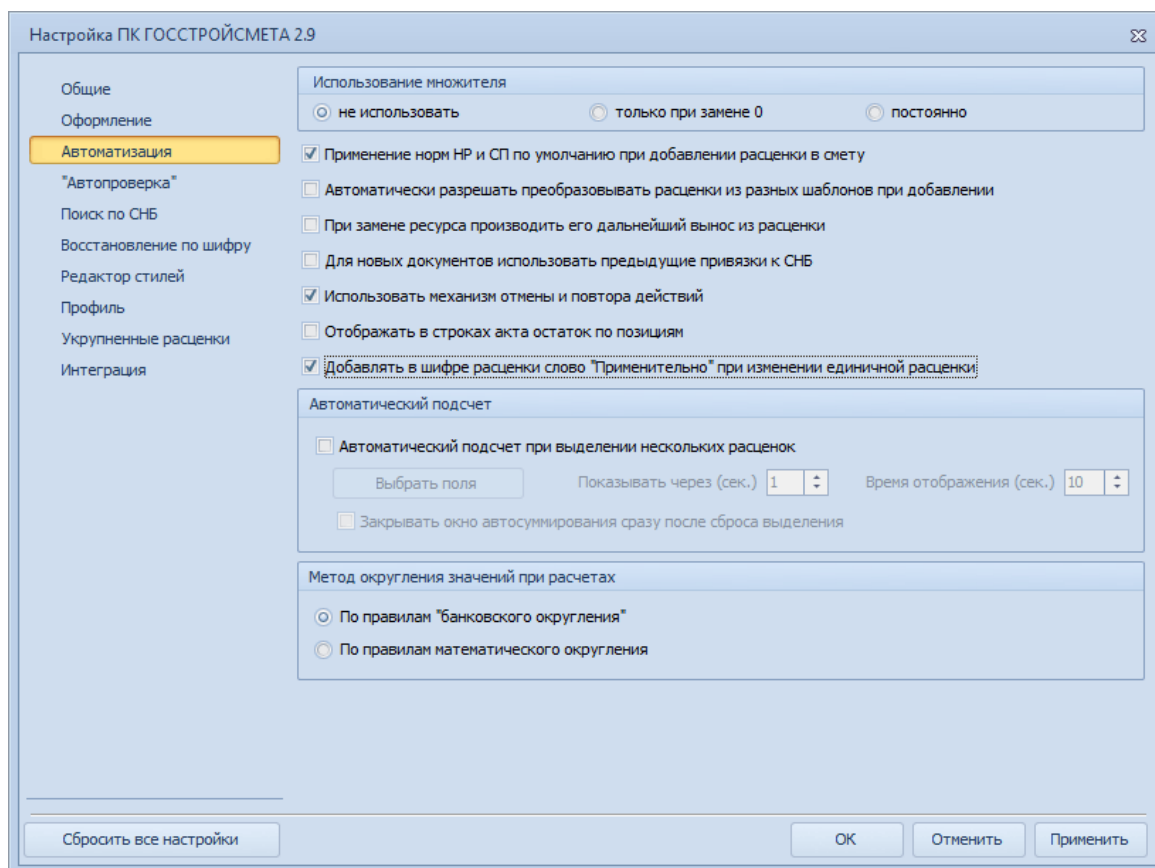 Настройка ПК ГОССТРОЙСМЕТА 2.9
Общие
Оформление
Автоматизация
"Автопроверка"
Поиск по СНБ
Восстановление по шифру
Редактор стилей
Профиль
Укрупненные расценки
Интеграция
Использование множителя
не использовать только при замене 0 постоянно
Применение норм НР и СП по умолчанию при добавлении расценки в смету
Автоматически разрешать преобразовывать расценки из разных шаблонов при добавлении
При замене ресурса производить его дальнейший вынос из расценки
Для новых документов использовать предыдущие привязки к СНБ
Использовать механизм отмены и повтора действий
Отображать в строках акта остаток по позициям
Добавлять в шифре расценки слово "Применительно" при изменении единичной расценки
Автоматический подсчет
Автоматический подсчет при выделении нескольких расценок
Выбрать поля Показывать через (сек.) 1 Время отображения (сек.) 10
Закрывать окно автосуммирования сразу после сброса выделения
Метод округления значений при расчетах
По правилам "банковского округления"
По правилам математического округления
Сбросить все настройки ОК Отменить Применить